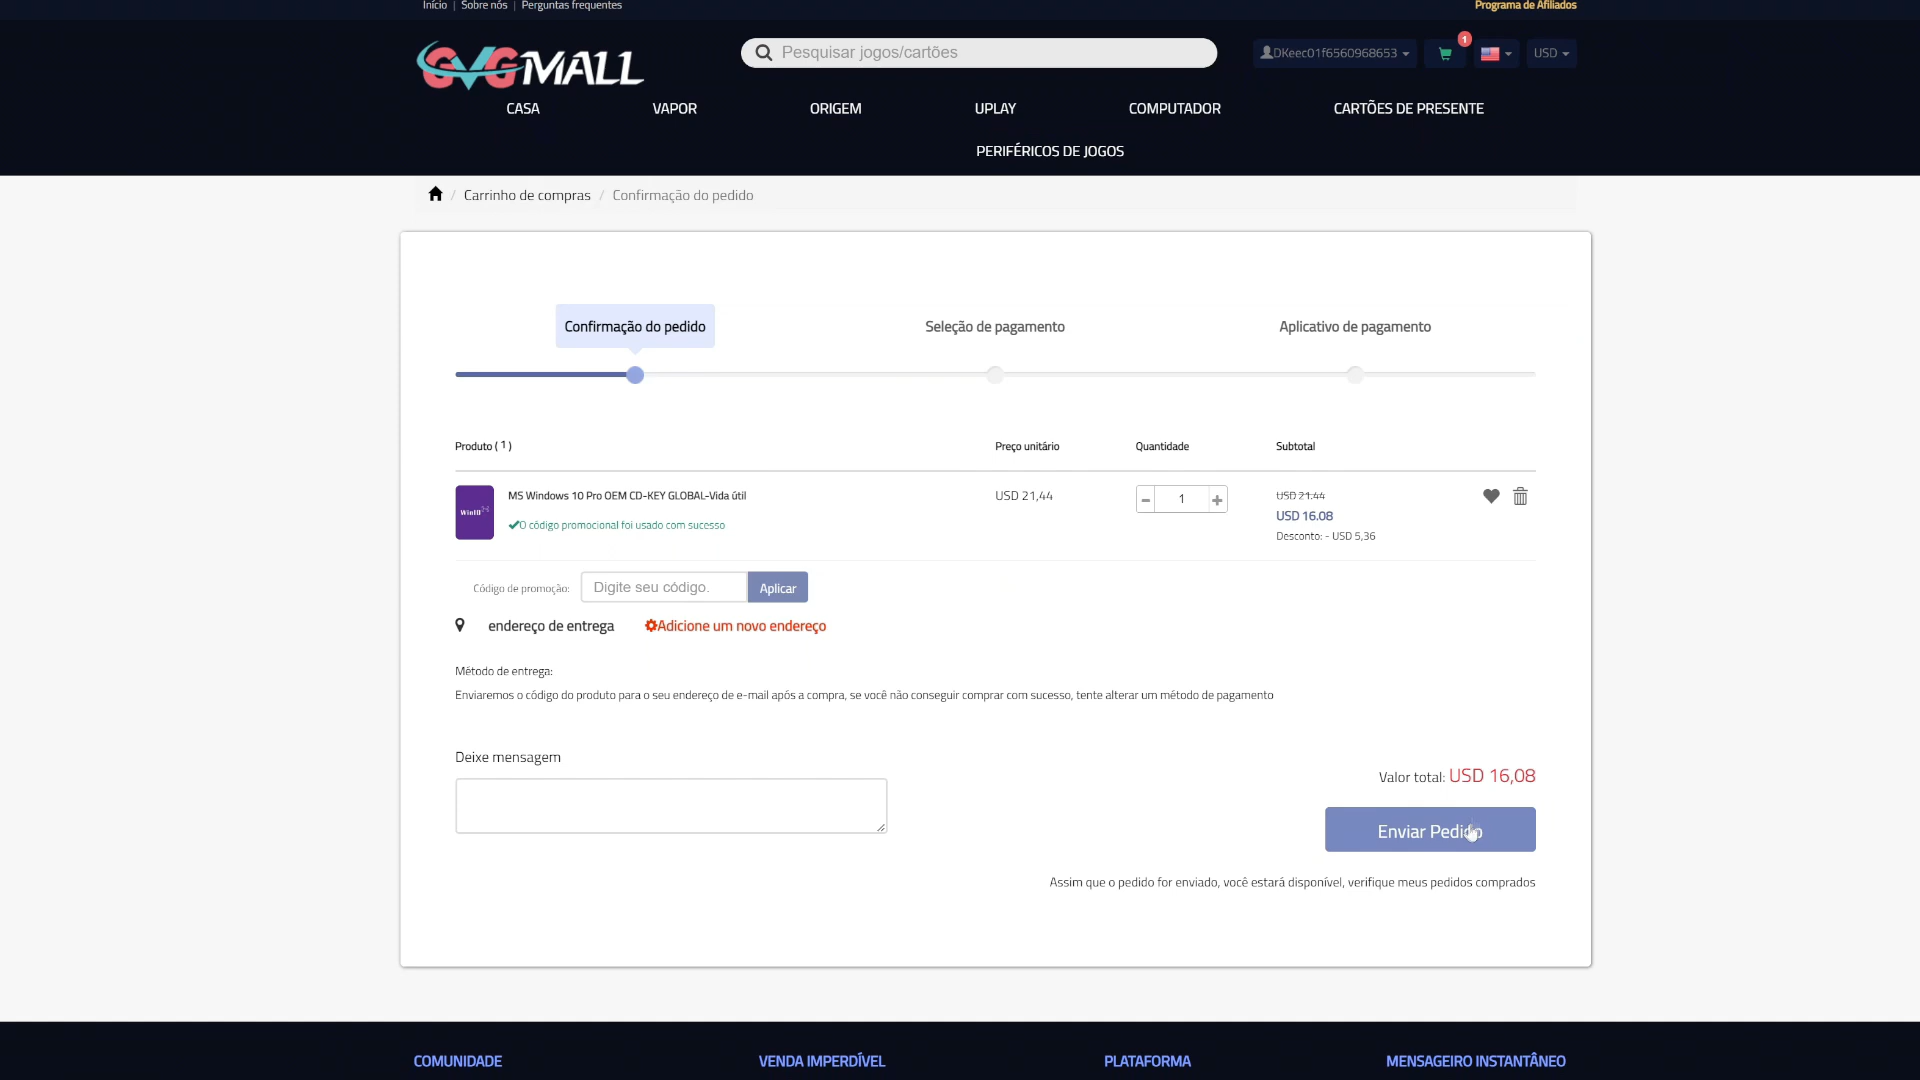 Início | Sobre nós | Perguntas frequentes
Programa de Afiliados
GVGMALL
Pesquisar jogos/cartões
DKeec01f6560968653
1
USD
CASA
VAPOR
ORIGEM
UPLAY
COMPUTADOR
CARTÕES DE PRESENTE
PERIFÉRICOS DE JOGOS
/ Carrinho de compras / Confirmação do pedido
Confirmação do pedido
Seleção de pagamento
Aplicativo de pagamento
Produto ( 1 )
Preço unitário
Quantidade
Subtotal
Win10
MS Windows 10 Pro OEM CD-KEY GLOBAL-Vida útil
USD 21,44
1
USD 21.44
USD 16.08
O código promocional foi usado com sucesso
Desconto: - USD 5,36
Código de promoção:
Digite seu código.
Aplicar
endereço de entrega
Adicione um novo endereço
Método de entrega:
Enviaremos o código do produto para o seu endereço de e-mail após a compra, se você não conseguir comprar com sucesso, tente alterar um método de pagamento
Deixe mensagem
Valor total: USD 16,08
Enviar Pedido
Assim que o pedido for enviado, você estará disponível, verifique meus pedidos comprados
COMUNIDADE
VENDA IMPERDÍVEL
PLATAFORMA
MENSAGEIRO INSTANTÂNEO